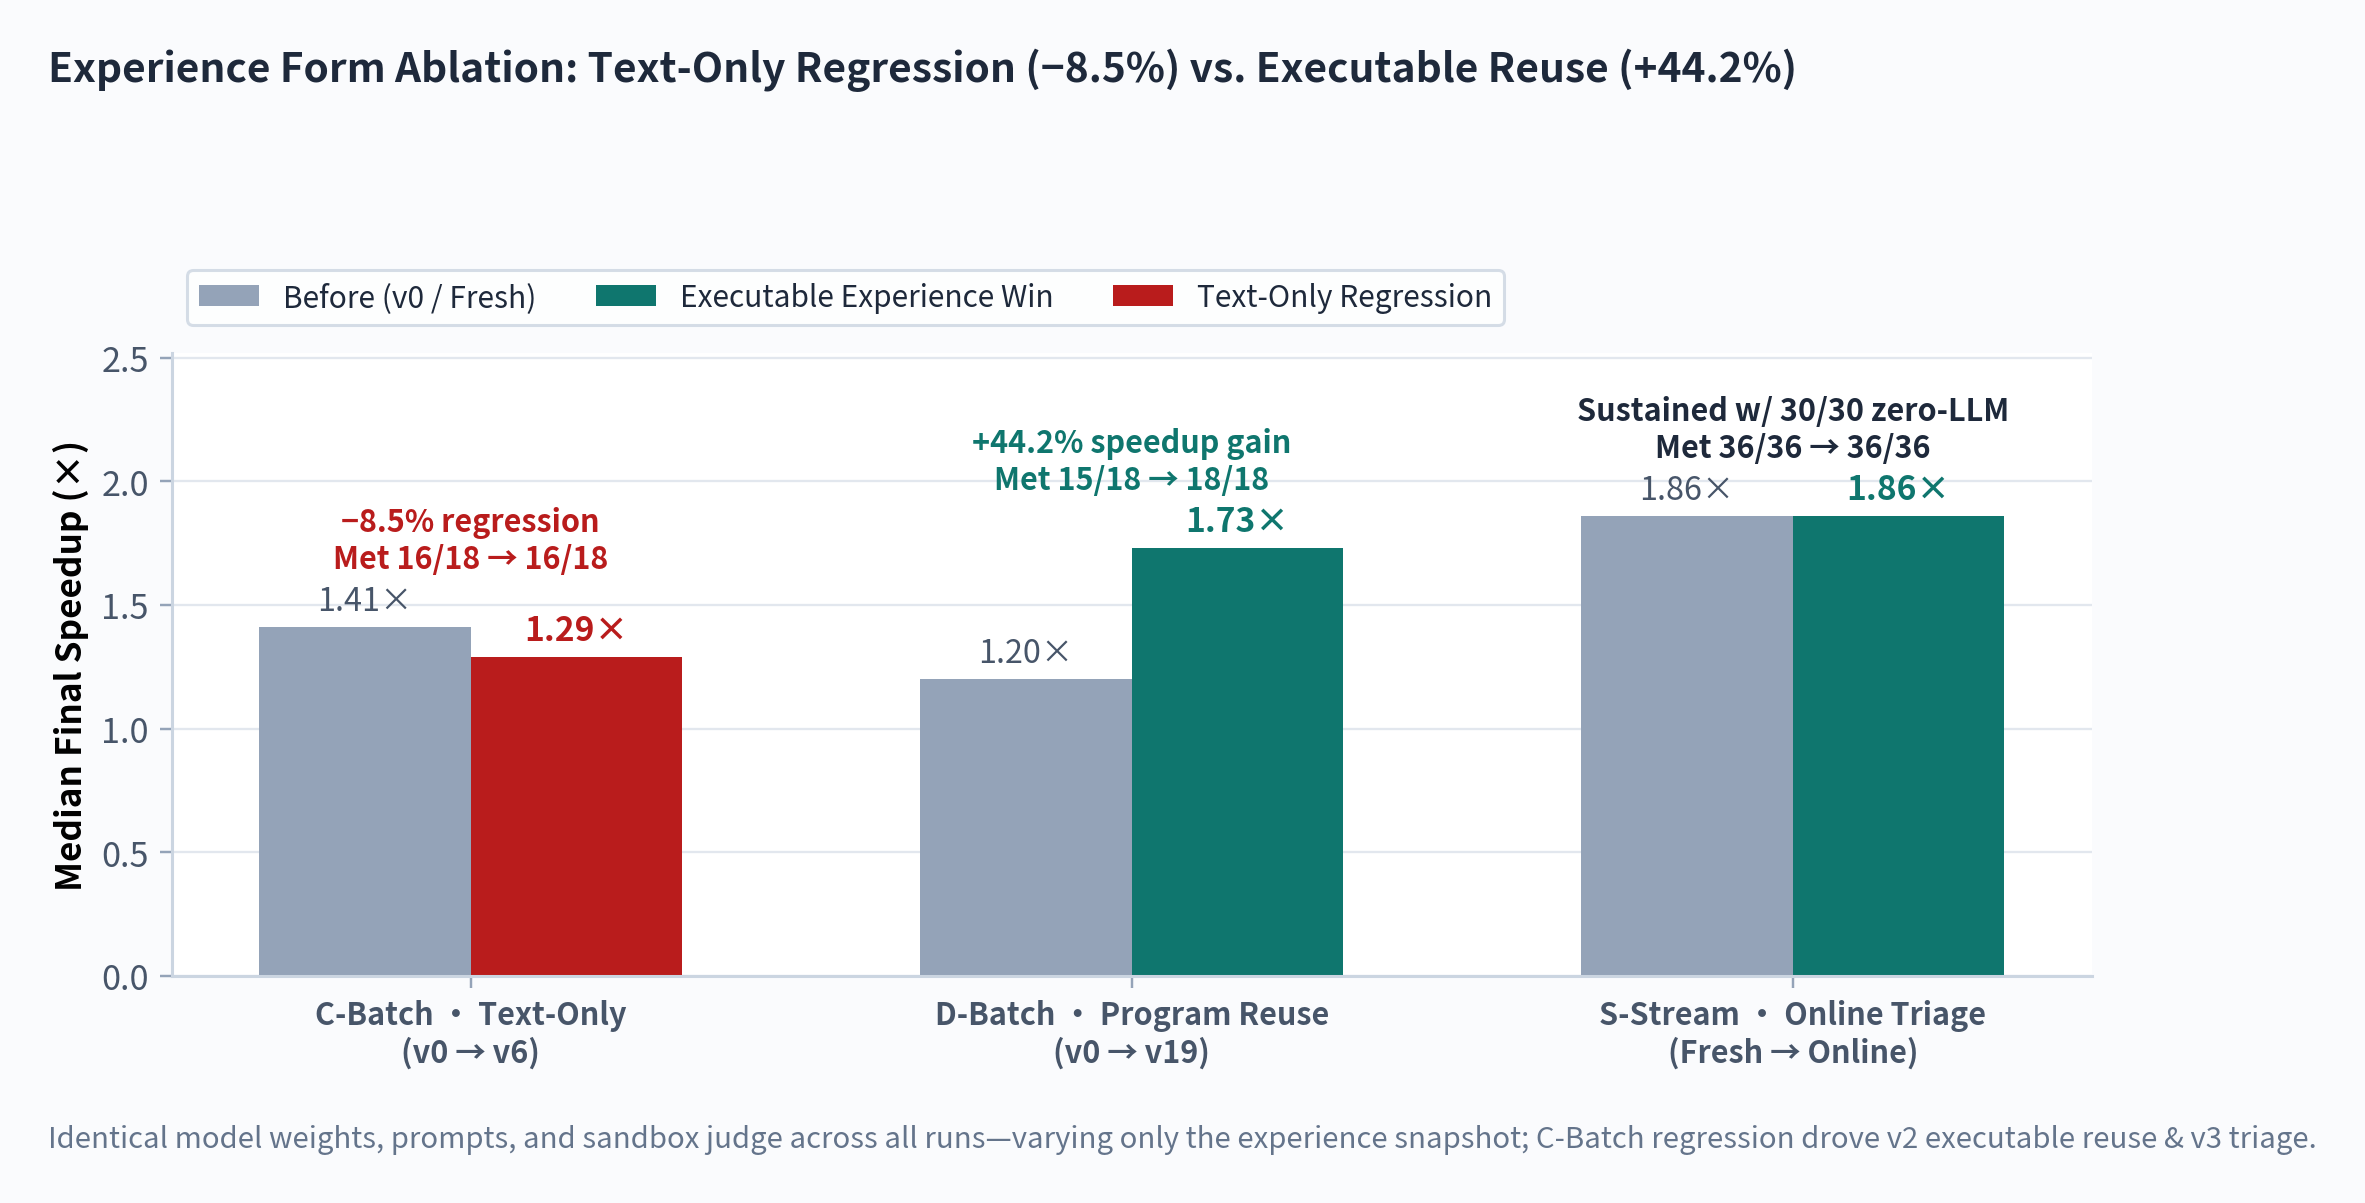 Experience Form Ablation: Text-Only Regression (−8.5%) vs. Executable Reuse (+44.2%)
Before (v0 / Fresh)
Executable Experience Win
Text-Only Regression
Median Final Speedup (×)
2.5
2.0
1.5
1.0
0.5
0.0
−8.5% regression
Met 16/18 → 16/18
1.41×
1.29×
+44.2% speedup gain
Met 15/18 → 18/18
1.20×
1.73×
Sustained w/ 30/30 zero-LLM
Met 36/36 → 36/36
1.86×
1.86×
C-Batch • Text-Only
(v0 → v6)
D-Batch • Program Reuse
(v0 → v19)
S-Stream • Online Triage
(Fresh → Online)
Identical model weights, prompts, and sandbox judge across all runs—varying only the experience snapshot; C-Batch regression drove v2 executable reuse & v3 triage.